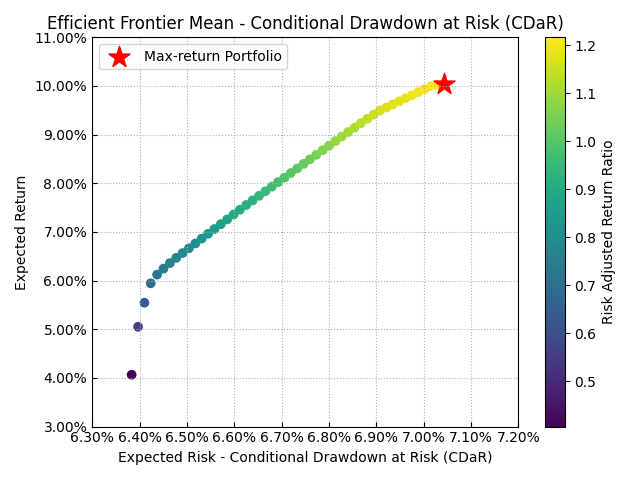 Efficient Frontier Mean - Conditional Drawdown at Risk (CDaR)
Max-return Portfolio
Expected Return
11.00%
10.00%
9.00%
8.00%
7.00%
6.00%
5.00%
4.00%
3.00%
6.30% 6.40% 6.50% 6.60% 6.70% 6.80% 6.90% 7.00% 7.10% 7.20%
Expected Risk - Conditional Drawdown at Risk (CDaR)
1.2
1.1
1.0
0.9
0.8
0.7
0.6
0.5
Risk Adjusted Return Ratio